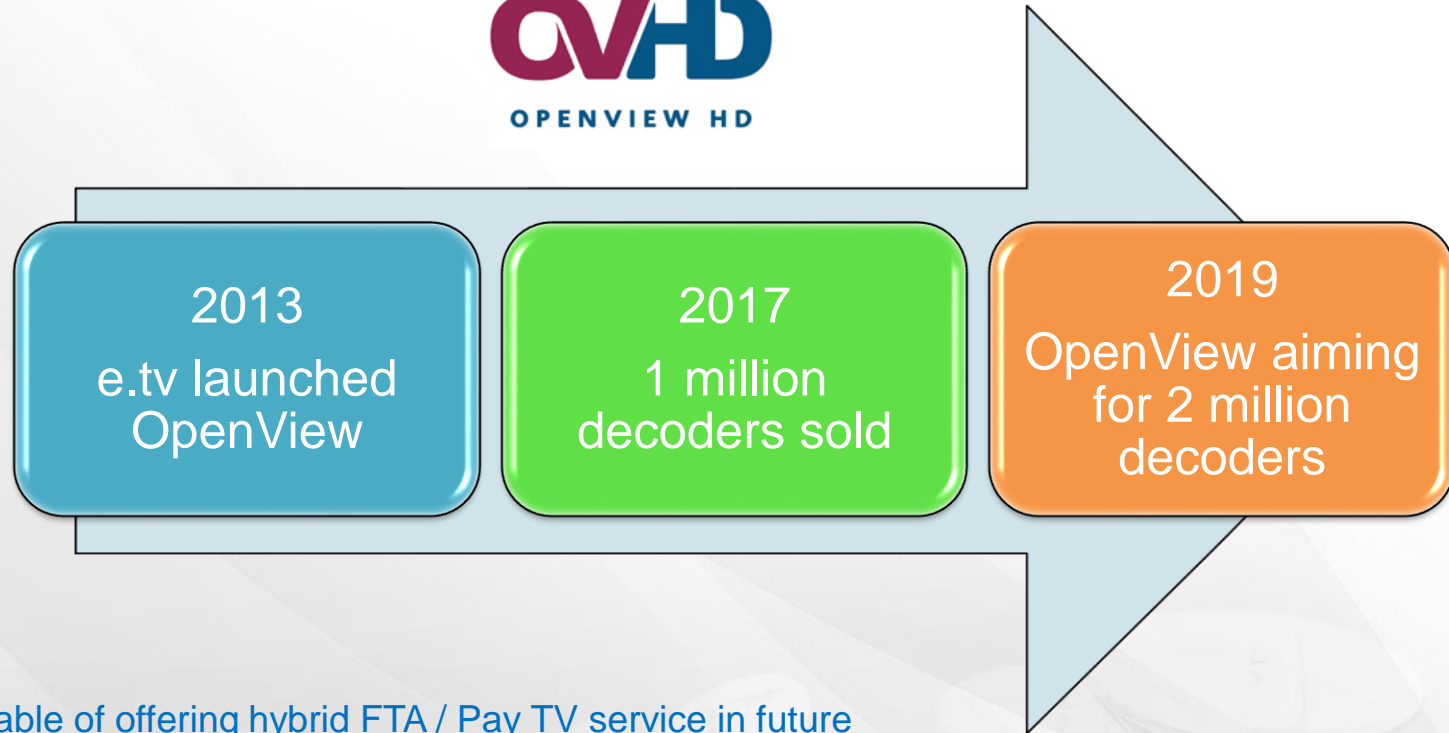 OVHD
OPENVIEW HD
2013
e.tv launched
OpenView
2017
1 million
decoders sold
2019
OpenView aiming
for 2 million
decoders
able of offering hybrid FTA / Pay TV service in future